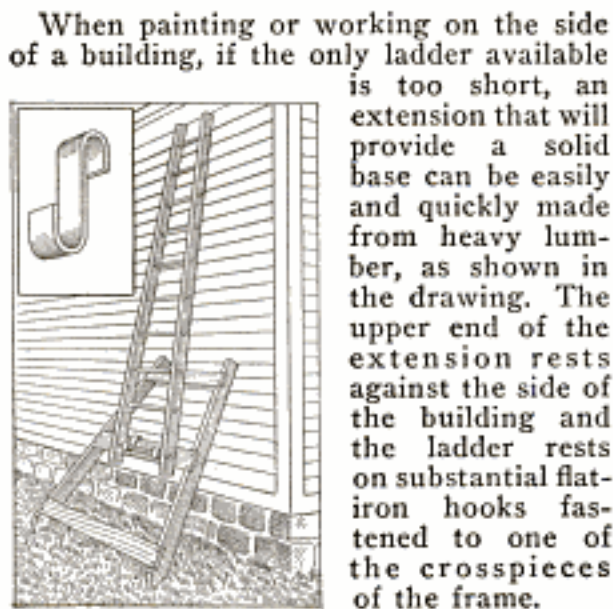 When painting or working on the side
of a building, if the only ladder available
is too short, an
extension that will
provide a solid
base can be easily
and quickly made
from heavy lum-
ber, as shown in
the drawing. The
upper end of the
extension rests
against the side of
the building and
the ladder rests
on substantial flat-
iron hooks fas-
tened to one of
the crosspieces
of the frame.